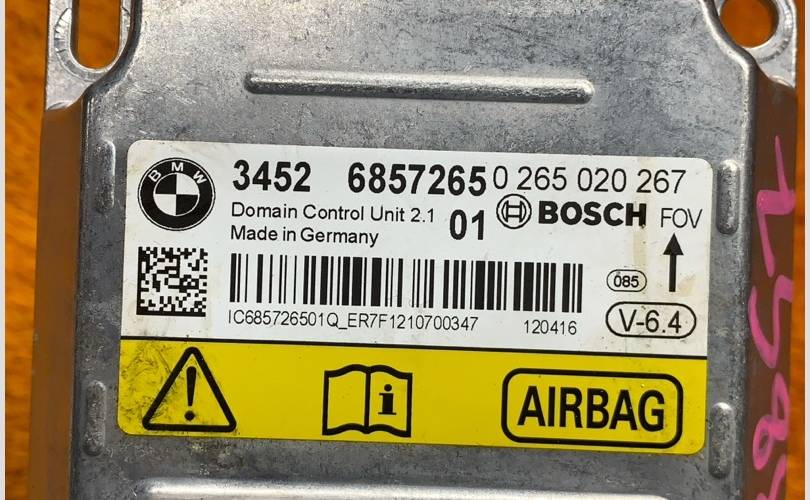 BMW
3452 6857265 0 265 020 267
Domain Control Unit 2.1 01 BOSCH FOV
Made in Germany
085
IC685726501Q_ER7F1210700347 120416
V-6.4
i
AIRBAG